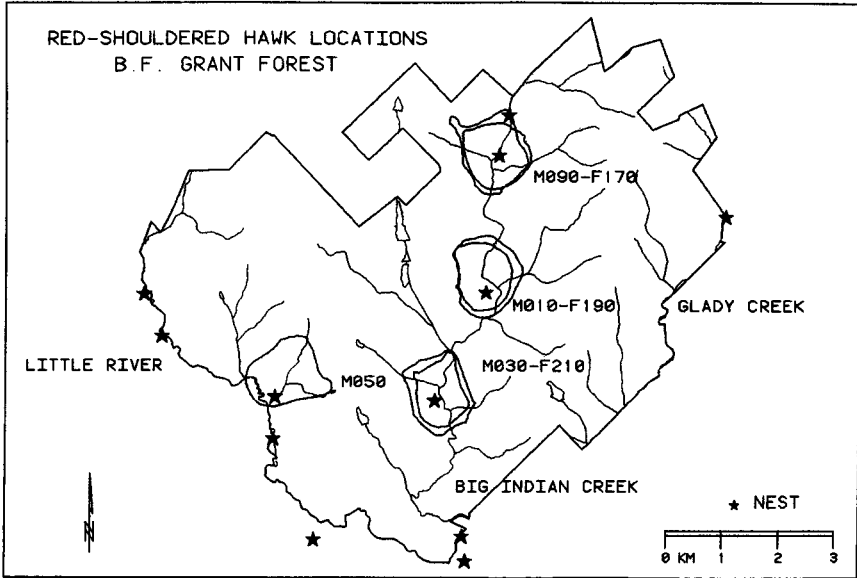 RED-SHOULDERED HAWK LOCATIONS
B.F. GRANT FOREST
M090-F170
M010-F190
GLADY CREEK
LITTLE RIVER
M050
M030-F210
BIG INDIAN CREEK
N
NEST
0 KM 1 2 3